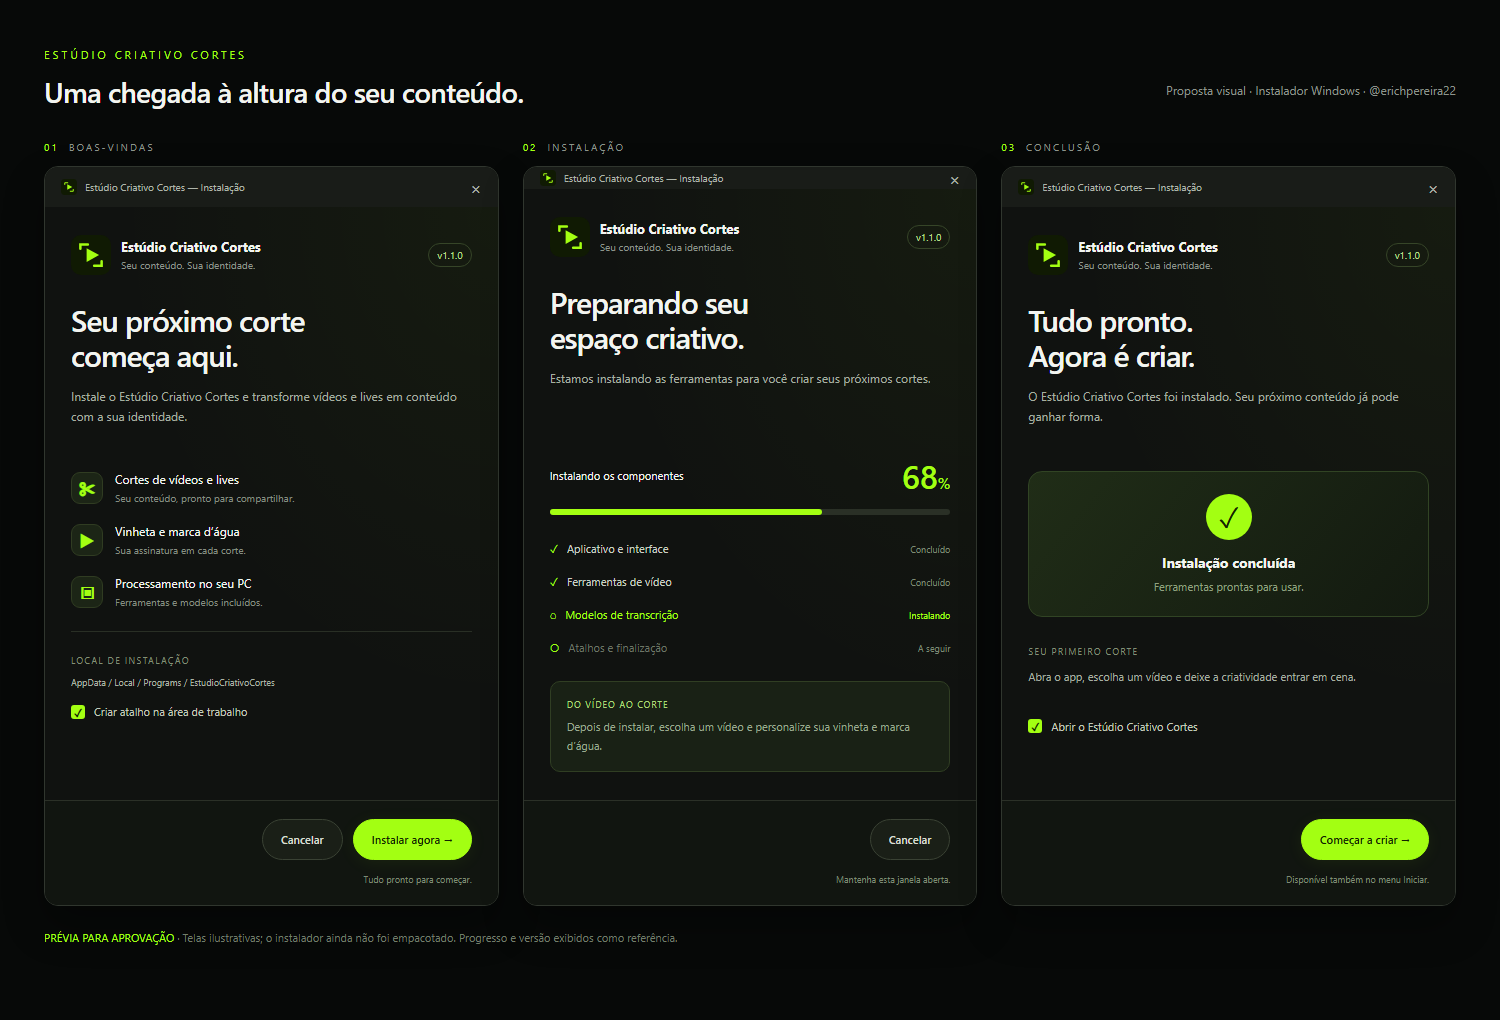 ESTÚDIO CRIATIVO CORTES
Uma chegada à altura do seu conteúdo.
Proposta visual · Instalador Windows · @erichpereira22
01 BOAS-VINDAS
Estúdio Criativo Cortes — Instalação
×
Estúdio Criativo Cortes
Seu conteúdo. Sua identidade.
v1.1.0
Seu próximo corte
começa aqui.
Instale o Estúdio Criativo Cortes e transforme vídeos e lives em conteúdo
com a sua identidade.
Cortes de vídeos e lives
Seu conteúdo, pronto para compartilhar.
Vinheta e marca d'água
Sua assinatura em cada corte.
Processamento no seu PC
Ferramentas e modelos incluídos.
LOCAL DE INSTALAÇÃO
AppData / Local / Programs / EstudioCriativoCortes
✓ Criar atalho na área de trabalho
Cancelar
Instalar agora →
Tudo pronto para começar.
02 INSTALAÇÃO
Estúdio Criativo Cortes — Instalação
×
Estúdio Criativo Cortes
Seu conteúdo. Sua identidade.
v1.1.0
Preparando seu
espaço criativo.
Estamos instalando as ferramentas para você criar seus próximos cortes.
Instalando os componentes
68%
✓ Aplicativo e interface Concluído
✓ Ferramentas de vídeo Concluído
○ Modelos de transcrição Instalando
○ Atalhos e finalização A seguir
DO VÍDEO AO CORTE
Depois de instalar, escolha um vídeo e personalize sua vinheta e marca
d'água.
Cancelar
Mantenha esta janela aberta.
03 CONCLUSÃO
Estúdio Criativo Cortes — Instalação
×
Estúdio Criativo Cortes
Seu conteúdo. Sua identidade.
v1.1.0
Tudo pronto.
Agora é criar.
O Estúdio Criativo Cortes foi instalado. Seu próximo conteúdo já pode
ganhar forma.
✓
Instalação concluída
Ferramentas prontas para usar.
SEU PRIMEIRO CORTE
Abra o app, escolha um vídeo e deixe a criatividade entrar em cena.
✓ Abrir o Estúdio Criativo Cortes
Começar a criar →
Disponível também no menu Iniciar.
PRÉVIA PARA APROVAÇÃO · Telas ilustrativas; o instalador ainda não foi empacotado. Progresso e versão exibidos como referência.